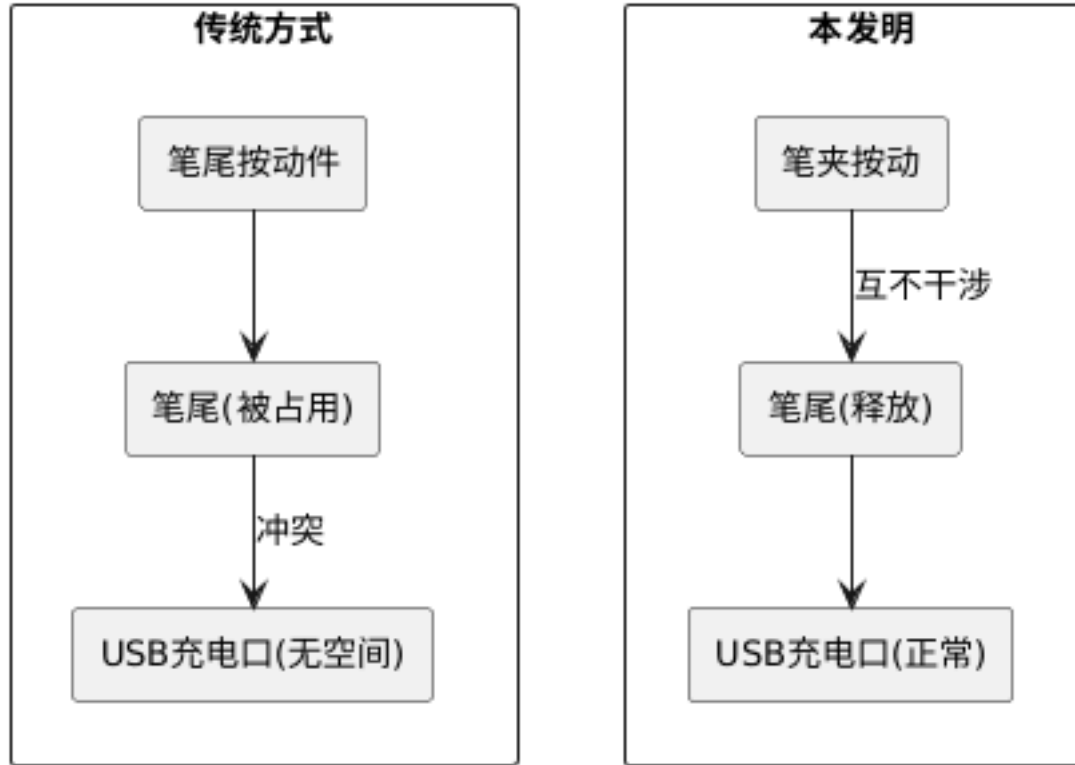 传统方式
笔尾按动件
笔尾(被占用)
冲突
USB充电口(无空间)
本发明
笔夹按动
互不干涉
笔尾(释放)
USB充电口(正常)